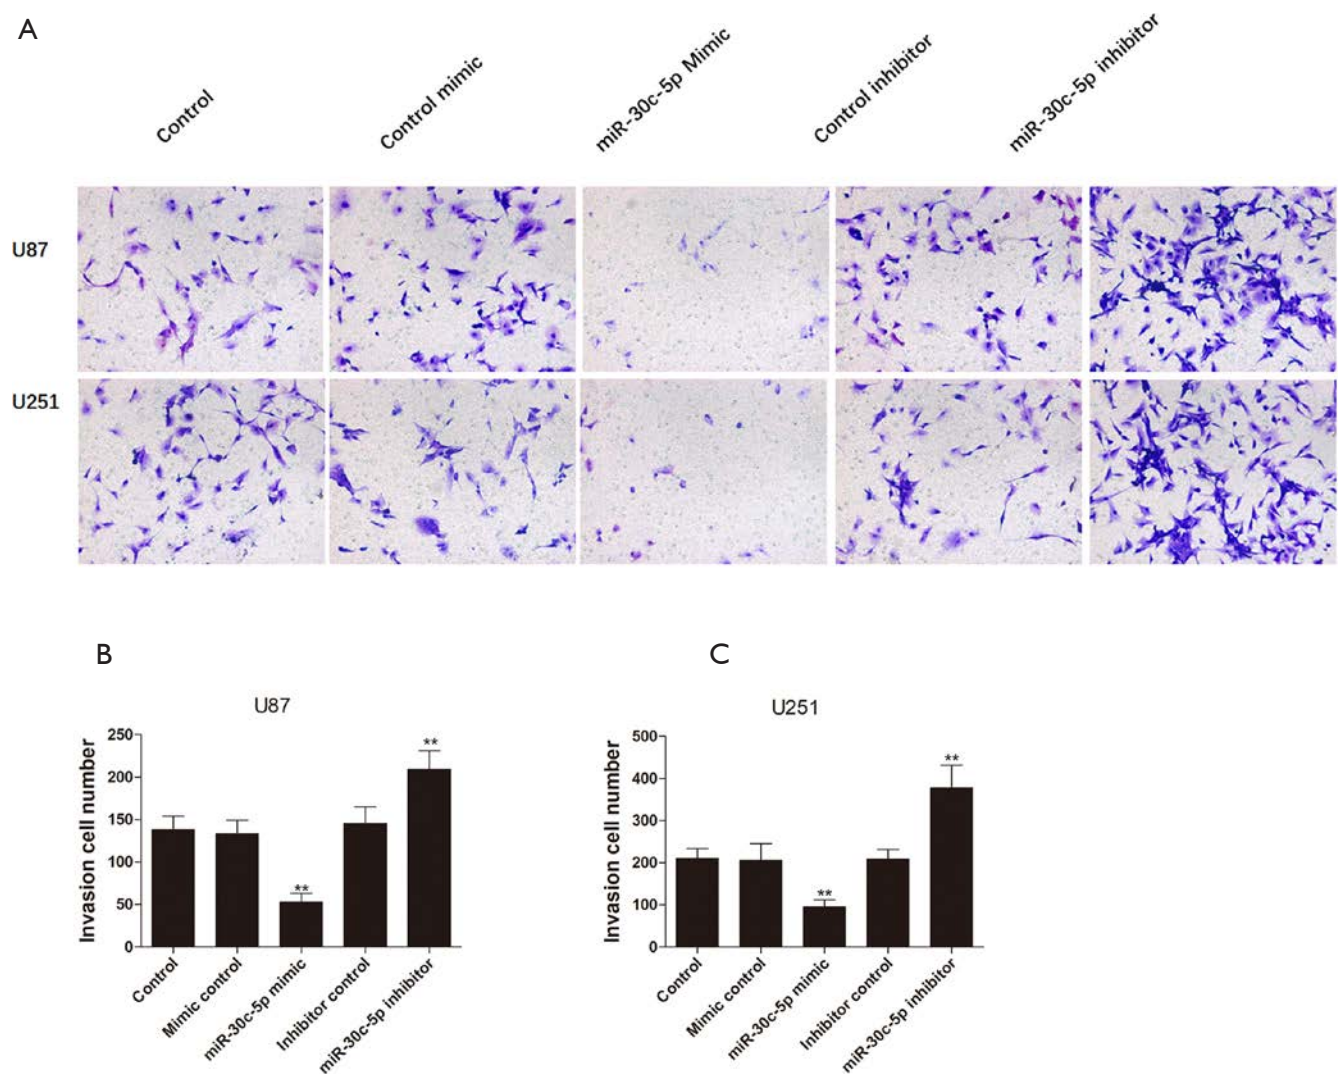 A
Control
Control mimic
miR-30c-5p Mimic
Control inhibitor
miR-30c-5p inhibitor
U87
U251
B
U87
Invasion cell number
250
200
150
100
50
0
**
**
Control
Mimic control
miR-30c-5p mimic
Inhibitor control
miR-30c-5p inhibitor
C
U251
Invasion cell number
500
400
300
200
100
0
**
**
Control
Mimic control
miR-30c-5p mimic
Inhibitor control
miR-30c-5p inhibitor